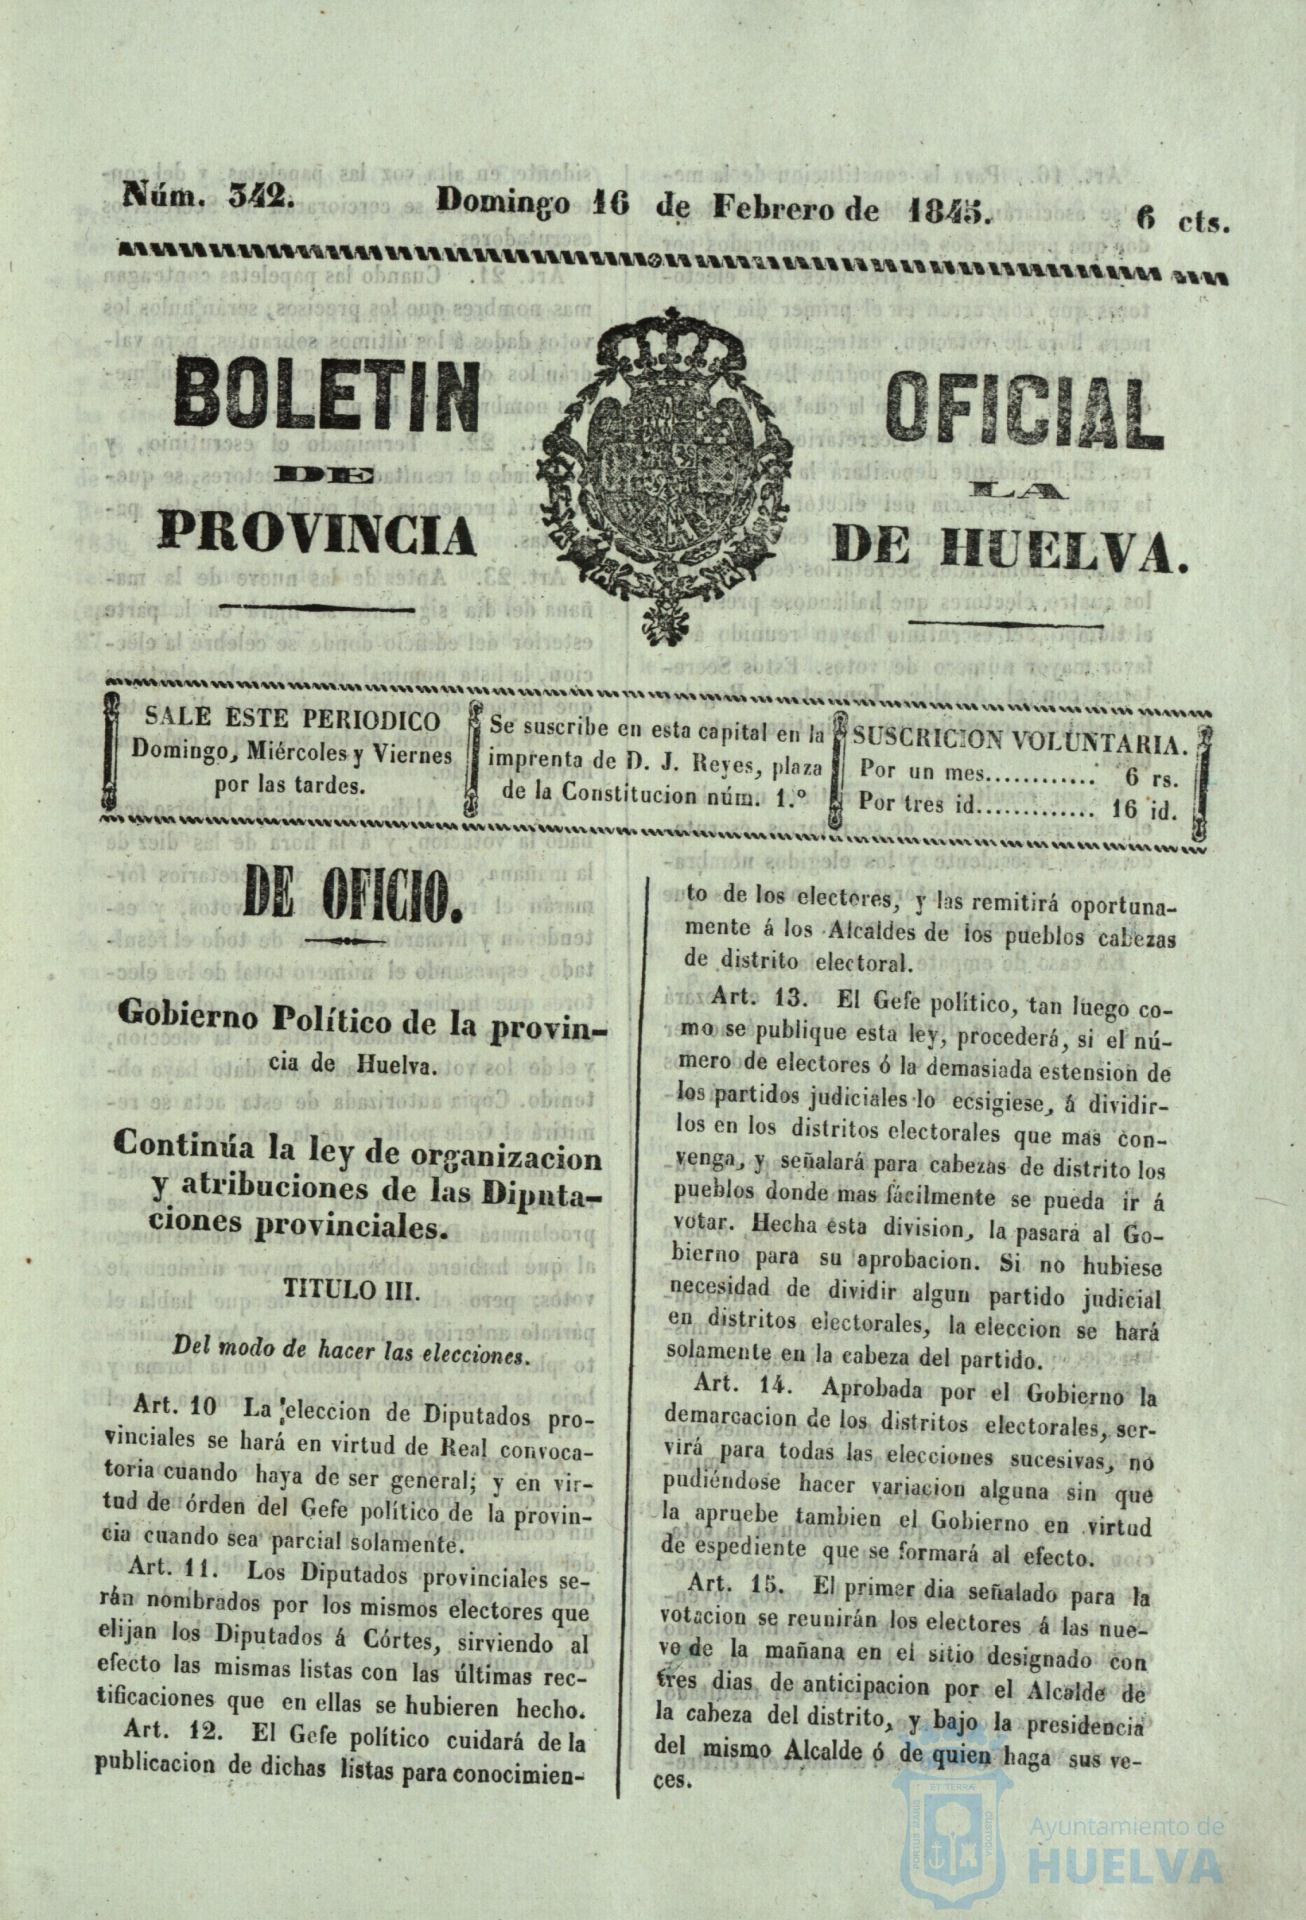 Núm. 342.
Domingo 16 de Febrero de 1845.
6 cts.
BOLETIN OFICIAL
DE LA
PROVINCIA DE HUELVA.
SALE ESTE PERIODICO
Domingo, Miércoles y Viernes
por las tardes.
Se suscribe en esta capital en la
imprenta de D. J. Reyes, plaza
de la Constitucion núm. 1.º
SUSCRICION VOLUNTARIA.
Por un mes............ 6 rs.
Por tres id............. 16 id.
DE OFICIO.
Gobierno Político de la provin-
cia de Huelva.
Continúa la ley de organizacion
y atribuciones de las Diputa-
ciones provinciales.
TITULO III.
Del modo de hacer las elecciones.
Art. 10 La eleccion de Diputados pro-
vinciales se hará en virtud de Real convoca-
toria cuando haya de ser general; y en vir-
tud de órden del Gefe político de la provin-
cia cuando sea parcial solamente.
Art. 11. Los Diputados provinciales se-
rán nombrados por los mismos electores que
elijan los Diputados á Córtes, sirviendo al
efecto las mismas listas con las últimas rec-
tificaciones que en ellas se hubieren hecho.
Art. 12. El Gefe político cuidará de la
publicacion de dichas listas para conocimien-
to de los electores, y las remitirá oportuna-
mente á los Alcaldes de los pueblos cabezas
de distrito electoral.
Art. 13. El Gefe político, tan luego co-
mo se publique esta ley, procederá, si el nú-
mero de electores ó la demasiada estension de
los partidos judiciales lo ecsigiese, á dividir-
los en los distritos electorales que mas con-
venga, y señalará para cabezas de distrito los
pueblos donde mas fácilmente se pueda ir á
votar. Hecha esta division, la pasará al Go-
bierno para su aprobacion. Si no hubiese
necesidad de dividir algun partido judicial
en distritos electorales, la eleccion se hará
solamente en la cabeza del partido.
Art. 14. Aprobada por el Gobierno la
demarcacion de los distritos electorales, ser-
virá para todas las elecciones sucesivas, no
pudiéndose hacer variacion alguna sin que
la apruebe tambien el Gobierno en virtud
de espediente que se formará al efecto.
Art. 15. El primer dia señalado para la
votacion se reunirán los electores á las nue-
ve de la mañana en el sitio designado con
tres dias de anticipacion por el Alcalde de
la cabeza del distrito, y bajo la presidencia
del mismo Alcalde ó de quien haga sus ve-
ces.
ET TERRÆ
PORTUS MARIS
CUSTODIA
Ayuntamiento de
HUELVA